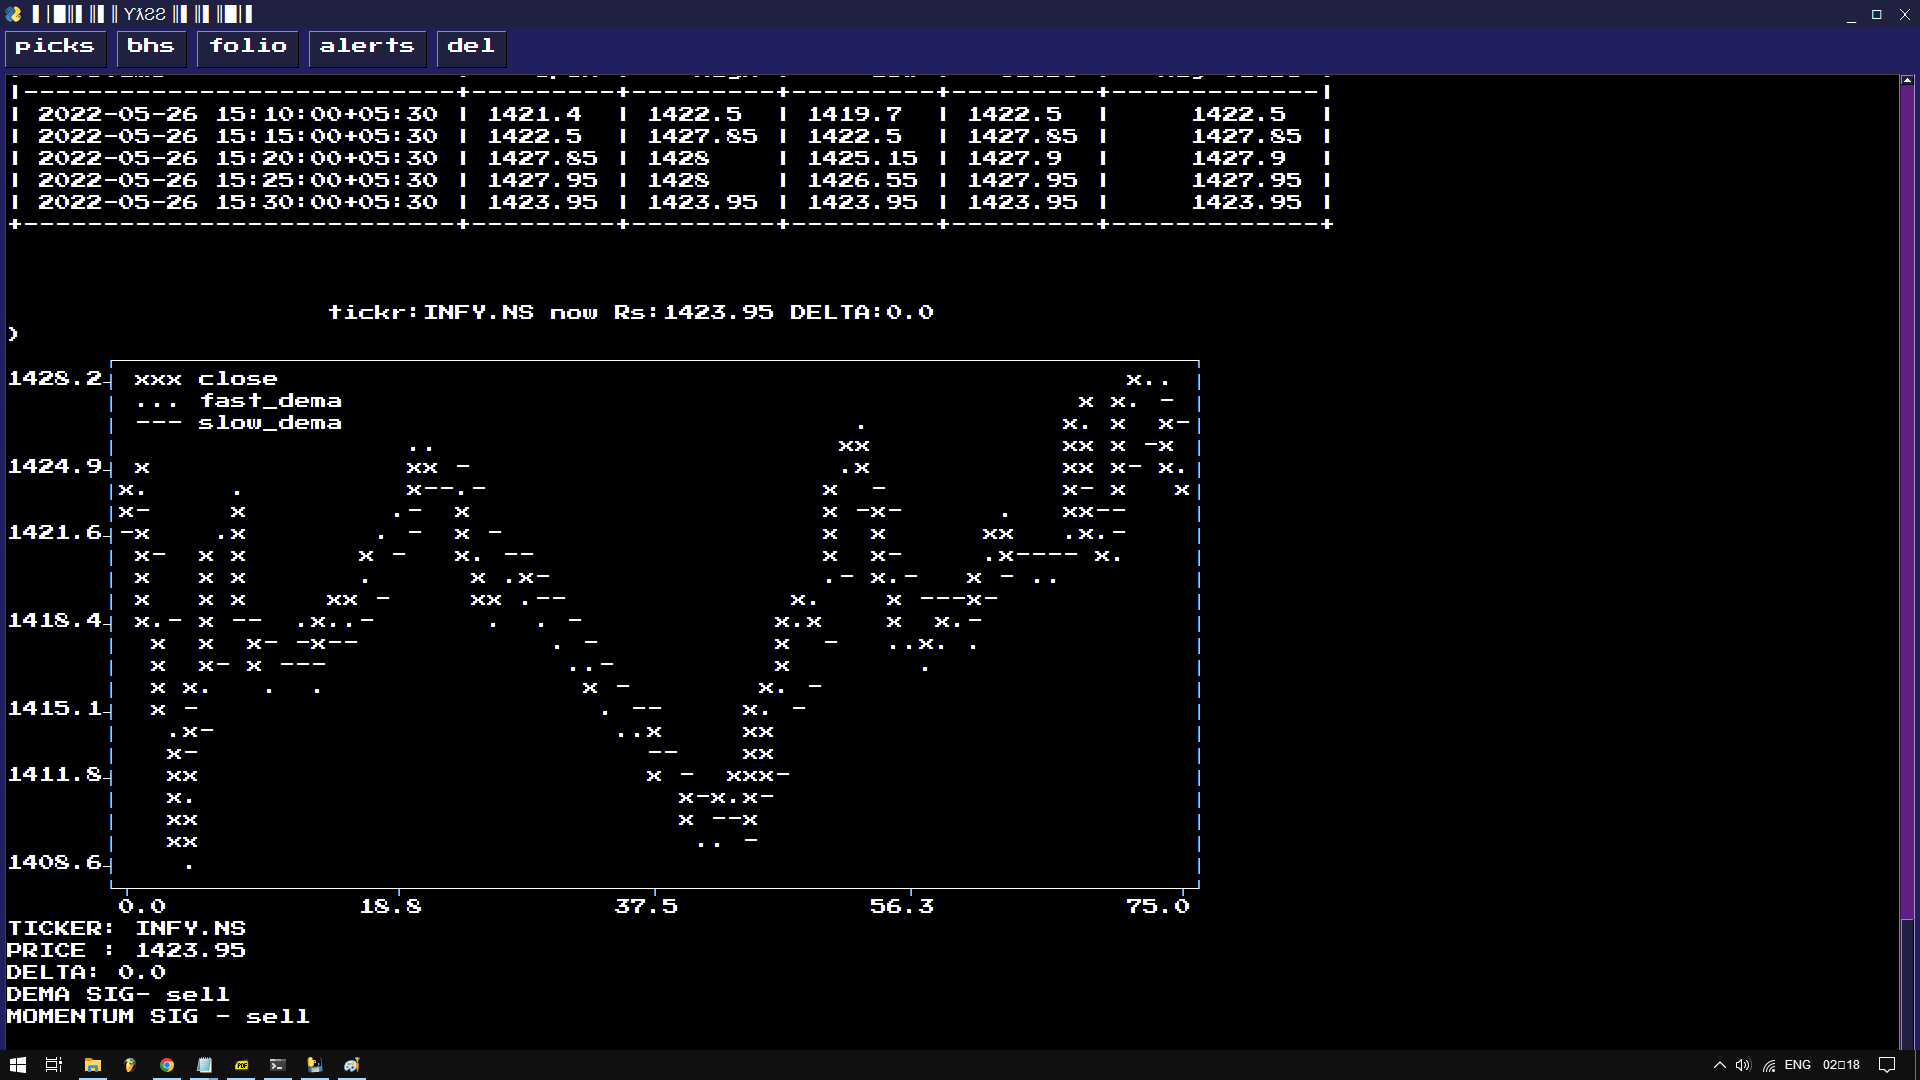 YλSS
picks bhs folio alerts del
| 2022-05-26 15:10:00+05:30 | 1421.4 | 1422.5 | 1419.7 | 1422.5 | 1422.5 |
| 2022-05-26 15:15:00+05:30 | 1422.5 | 1427.85 | 1422.5 | 1427.85 | 1427.85 |
| 2022-05-26 15:20:00+05:30 | 1427.85 | 1428 | 1425.15 | 1427.9 | 1427.9 |
| 2022-05-26 15:25:00+05:30 | 1427.95 | 1428 | 1426.55 | 1427.95 | 1427.95 |
| 2022-05-26 15:30:00+05:30 | 1423.95 | 1423.95 | 1423.95 | 1423.95 | 1423.95 |
tickr:INFY.NS now Rs:1423.95 DELTA:0.0
)
1428.2 xxx close
... fast_dema
--- slow_dema
1424.9
1421.6
1418.4
1415.1
1411.8
1408.6
0.0 18.8 37.5 56.3 75.0
TICKER: INFY.NS
PRICE : 1423.95
DELTA: 0.0
DEMA SIG- sell
MOMENTUM SIG - sell
ENG 02□18